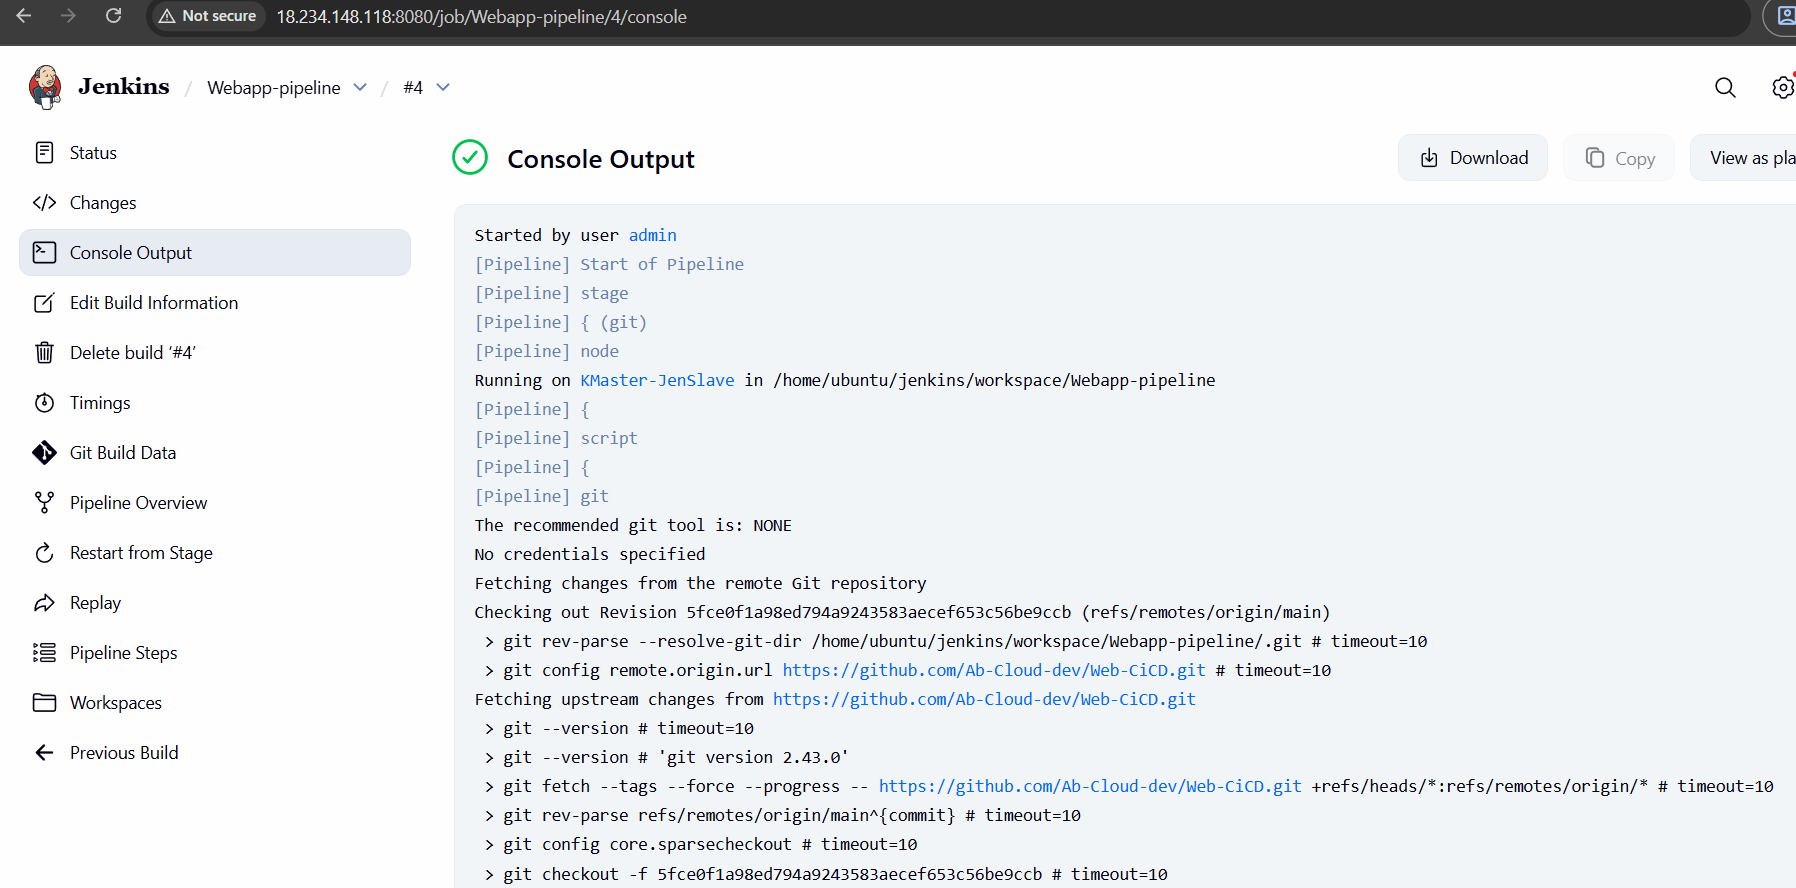 Not secure 18.234.148.118:8080/job/Webapp-pipeline/4/console
Jenkins / Webapp-pipeline / #4
Status
Changes
Console Output
Edit Build Information
Delete build ‘#4’
Timings
Git Build Data
Pipeline Overview
Restart from Stage
Replay
Pipeline Steps
Workspaces
Previous Build
Console Output
Download
Copy
View as pla
Started by user admin
[Pipeline] Start of Pipeline
[Pipeline] stage
[Pipeline] { (git)
[Pipeline] node
Running on KMaster-JenSlave in /home/ubuntu/jenkins/workspace/Webapp-pipeline
[Pipeline] {
[Pipeline] script
[Pipeline] {
[Pipeline] git
The recommended git tool is: NONE
No credentials specified
Fetching changes from the remote Git repository
Checking out Revision 5fce0f1a98ed794a9243583aecef653c56be9ccb (refs/remotes/origin/main)
> git rev-parse --resolve-git-dir /home/ubuntu/jenkins/workspace/Webapp-pipeline/.git # timeout=10
> git config remote.origin.url https://github.com/Ab-Cloud-dev/Web-CiCD.git # timeout=10
Fetching upstream changes from https://github.com/Ab-Cloud-dev/Web-CiCD.git
> git --version # timeout=10
> git --version # 'git version 2.43.0'
> git fetch --tags --force --progress -- https://github.com/Ab-Cloud-dev/Web-CiCD.git +refs/heads/*:refs/remotes/origin/* # timeout=10
> git rev-parse refs/remotes/origin/main^{commit} # timeout=10
> git config core.sparsecheckout # timeout=10
> git checkout -f 5fce0f1a98ed794a9243583aecef653c56be9ccb # timeout=10